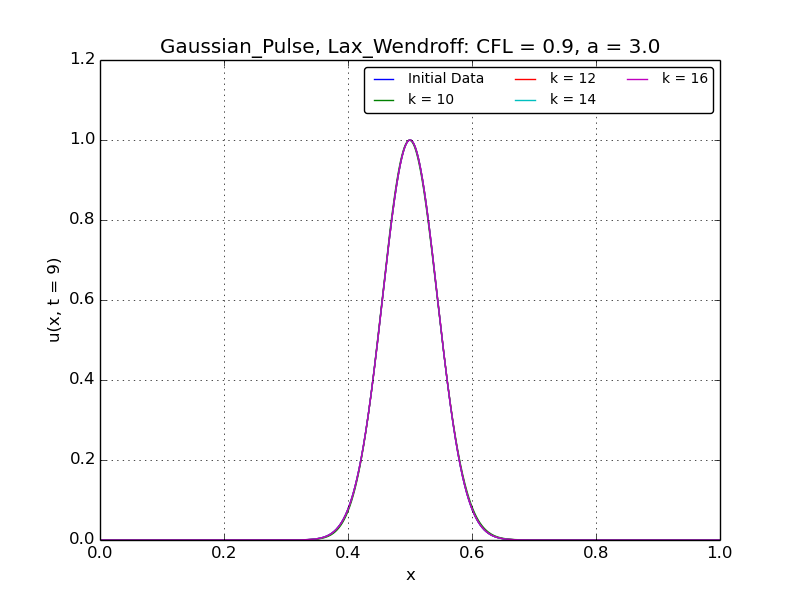 Gaussian_Pulse, Lax_Wendroff: CFL = 0.9, a = 3.0
Initial Data
k = 10
k = 12
k = 14
k = 16
1.2
1.0
0.8
0.6
0.4
0.2
0.0
u(x, t = 9)
0.0 0.2 0.4 0.6 0.8 1.0
x